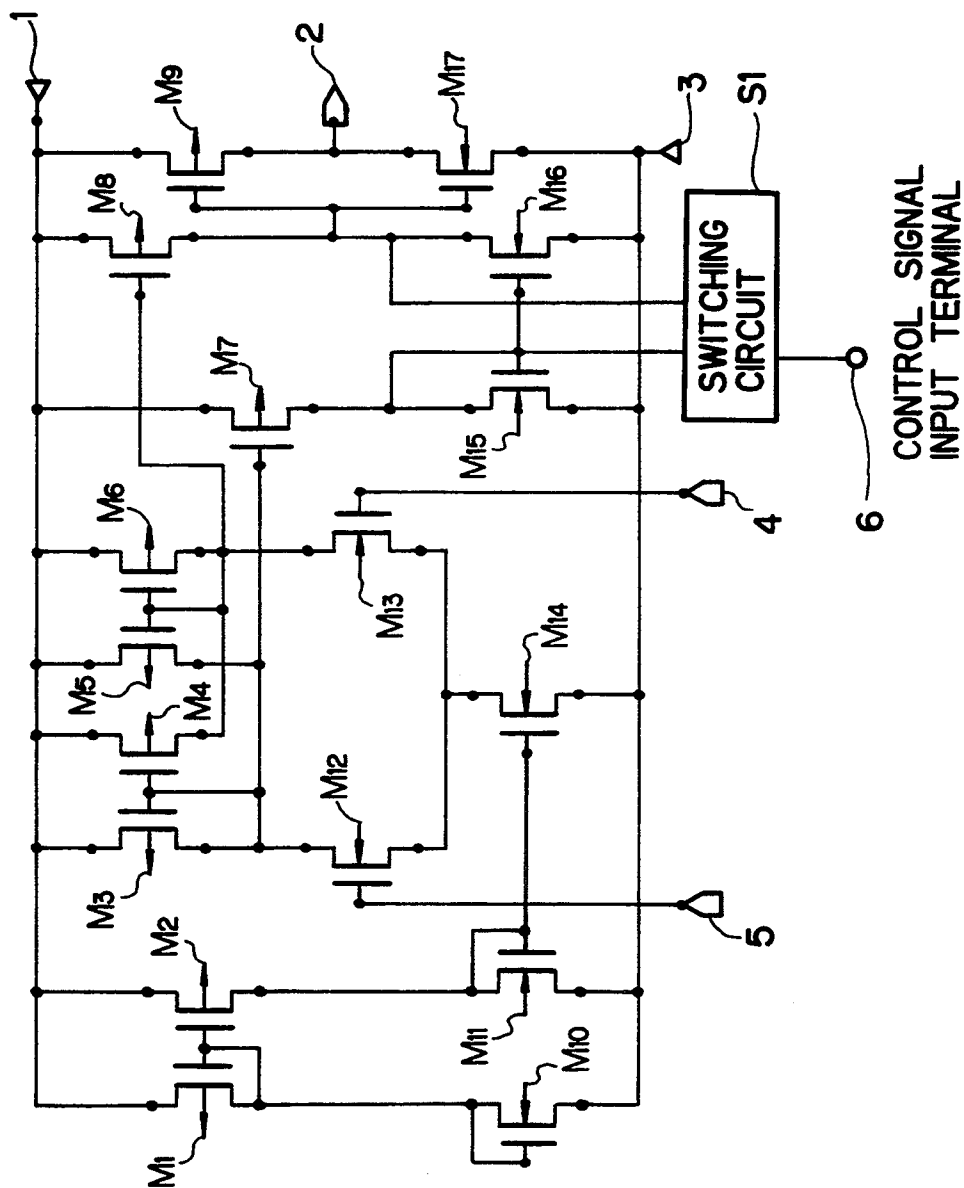 1
M9
2
M17
3
S1
M8
M16
SWITCHING
CIRCUIT
CONTROL SIGNAL
INPUT TERMINAL
M7
M15
6
M6
M5
M4
M13
4
M14
M3
M12
5
M2
M11
M10
M1